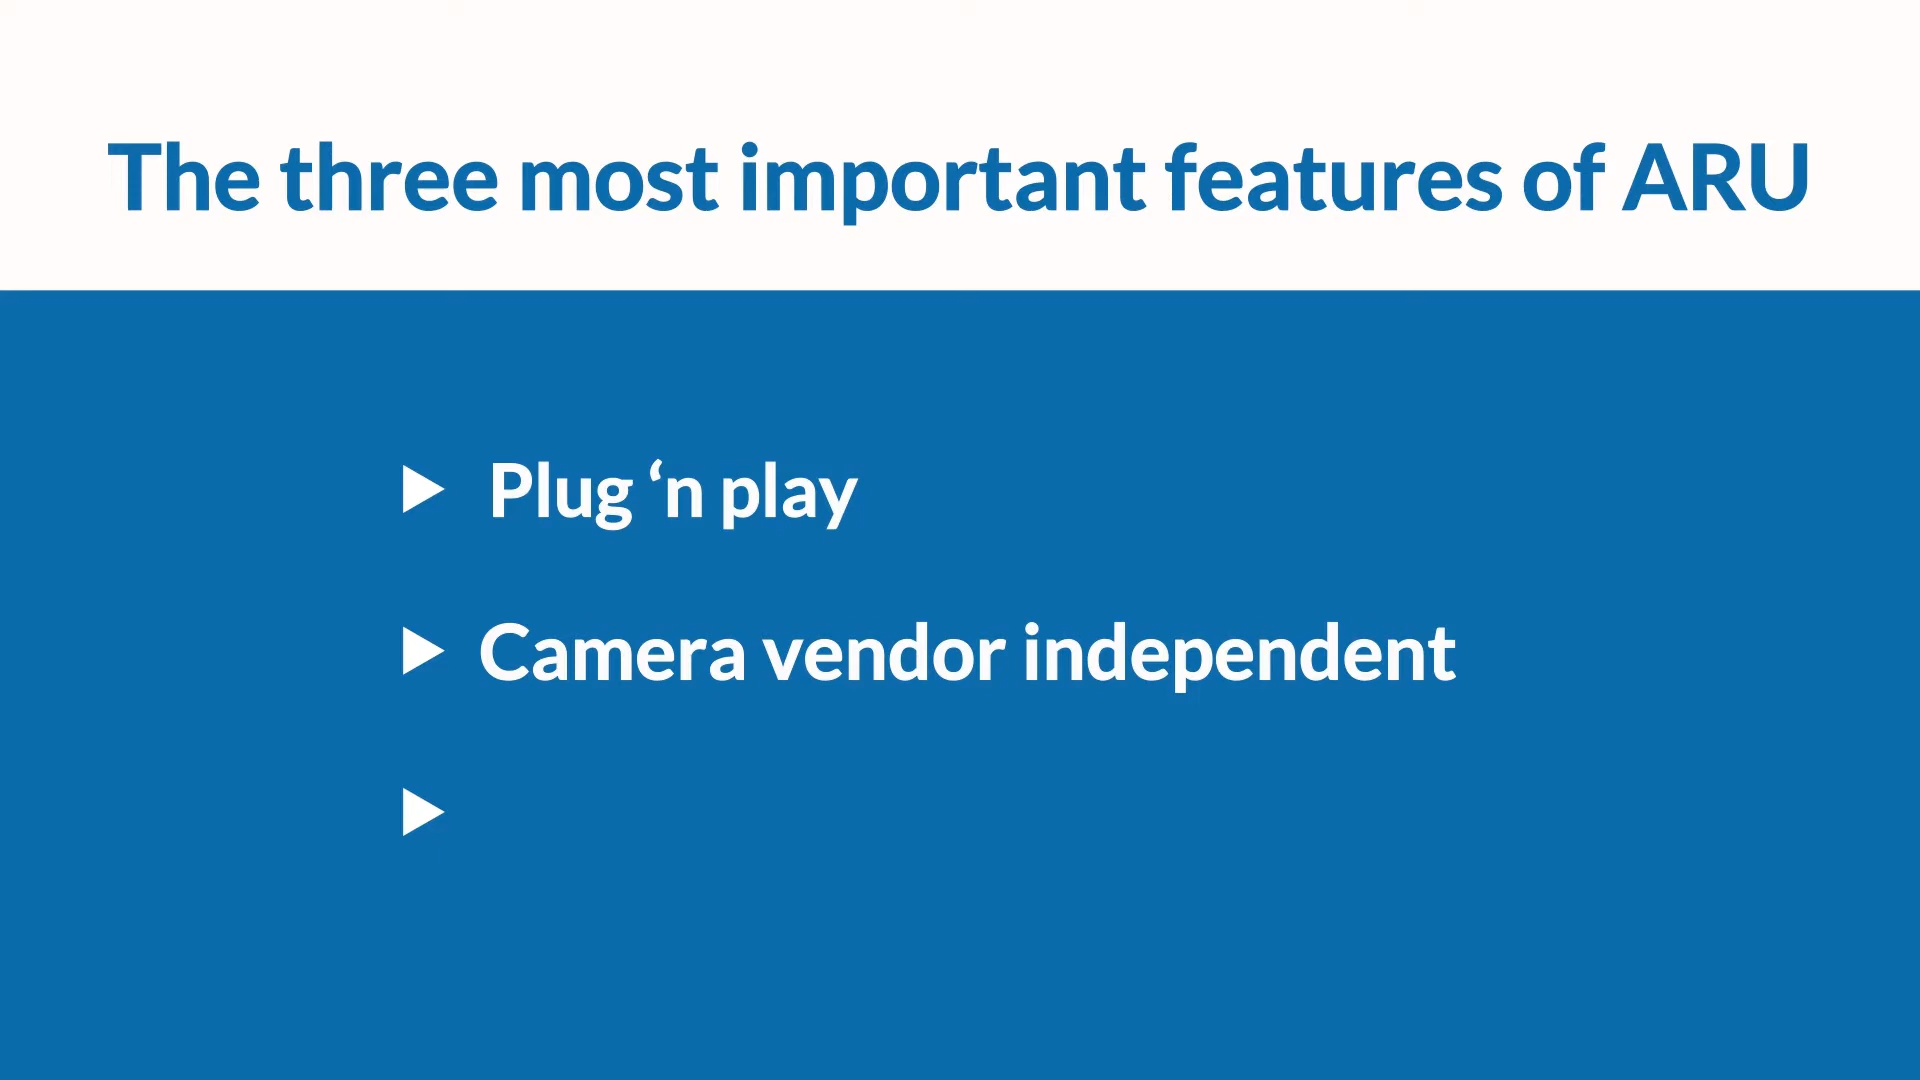 The three most important features of ARU
Plug ‘n play
Camera vendor independent